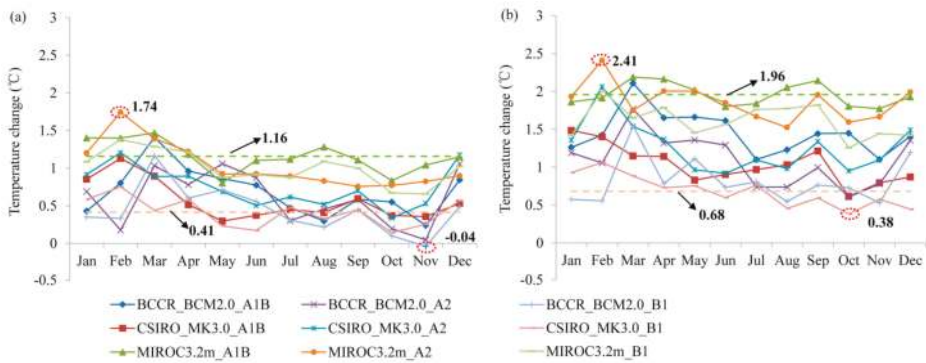 (a)
Temperature change (℃)
3
2.5
2
1.5
1
0.5
0
-0.5
1.74
1.16
0.41
-0.04
Jan Feb Mar Apr May Jun Jul Aug Sep Oct Nov Dec
(b)
Temperature change (℃)
3
2.5
2
1.5
1
0.5
0
-0.5
2.41
1.96
0.68
0.38
Jan Feb Mar Apr May Jun Jul Aug Sep Oct Nov Dec
BCCR_BCM2.0_A1B BCCR_BCM2.0_A2 BCCR_BCM2.0_B1
CSIRO_MK3.0_A1B CSIRO_MK3.0_A2 CSIRO_MK3.0_B1
MIROC3.2m_A1B MIROC3.2m_A2 MIROC3.2m_B1